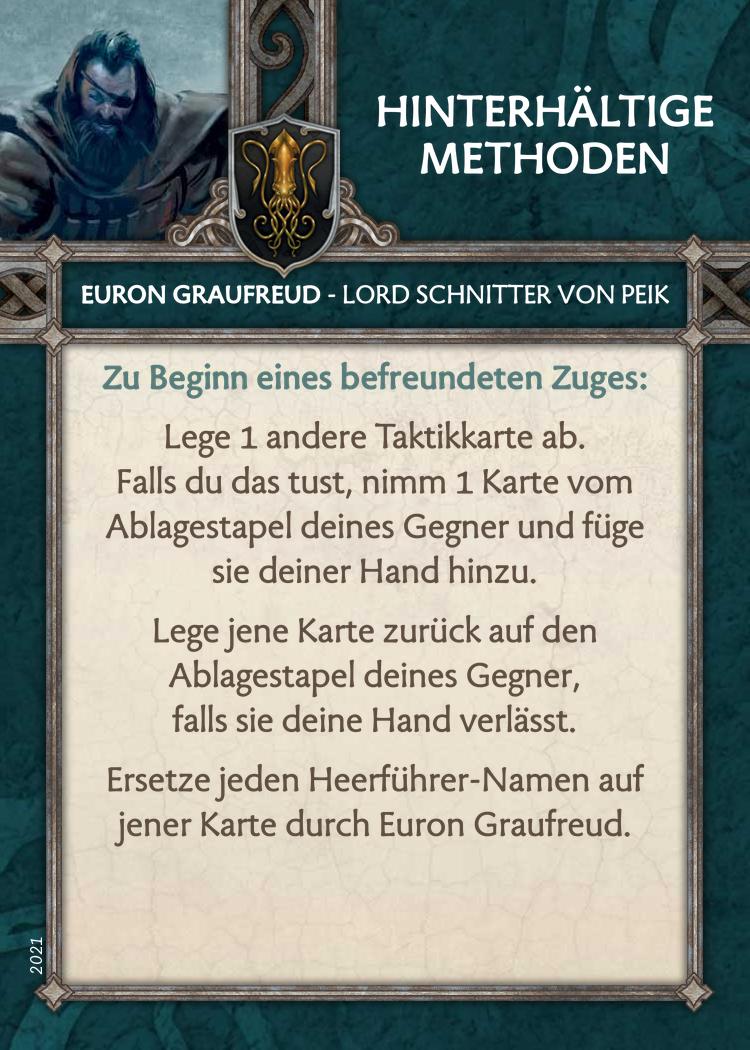 HINTERHÄLTIGE
METHODEN
EURON GRAUFREUD - LORD SCHNITTER VON PEIK
Zu Beginn eines befreundeten Zuges:
Lege 1 andere Taktikkarte ab.
Falls du das tust, nimm 1 Karte vom
Ablagestapel deines Gegner und füge
sie deiner Hand hinzu.
Lege jene Karte zurück auf den
Ablagestapel deines Gegner,
falls sie deine Hand verlässt.
Ersetze jeden Heerführer-Namen auf
jener Karte durch Euron Graufreud.
2021